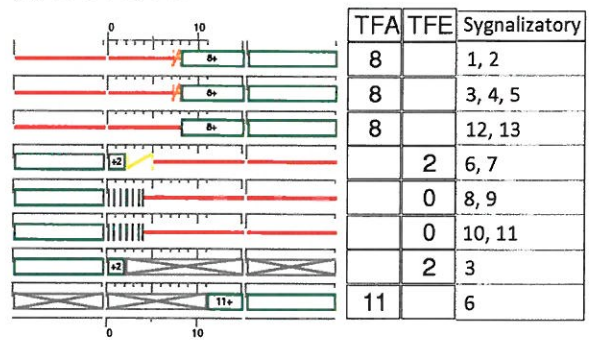 0 10 TFA TFE Sygnalizatory
8+ 8 1, 2
8+ 8 3, 4, 5
8+ 8 12, 13
+2 2 6, 7
0 8, 9
0 10, 11
+2 2 3
11+ 11 6
0 10